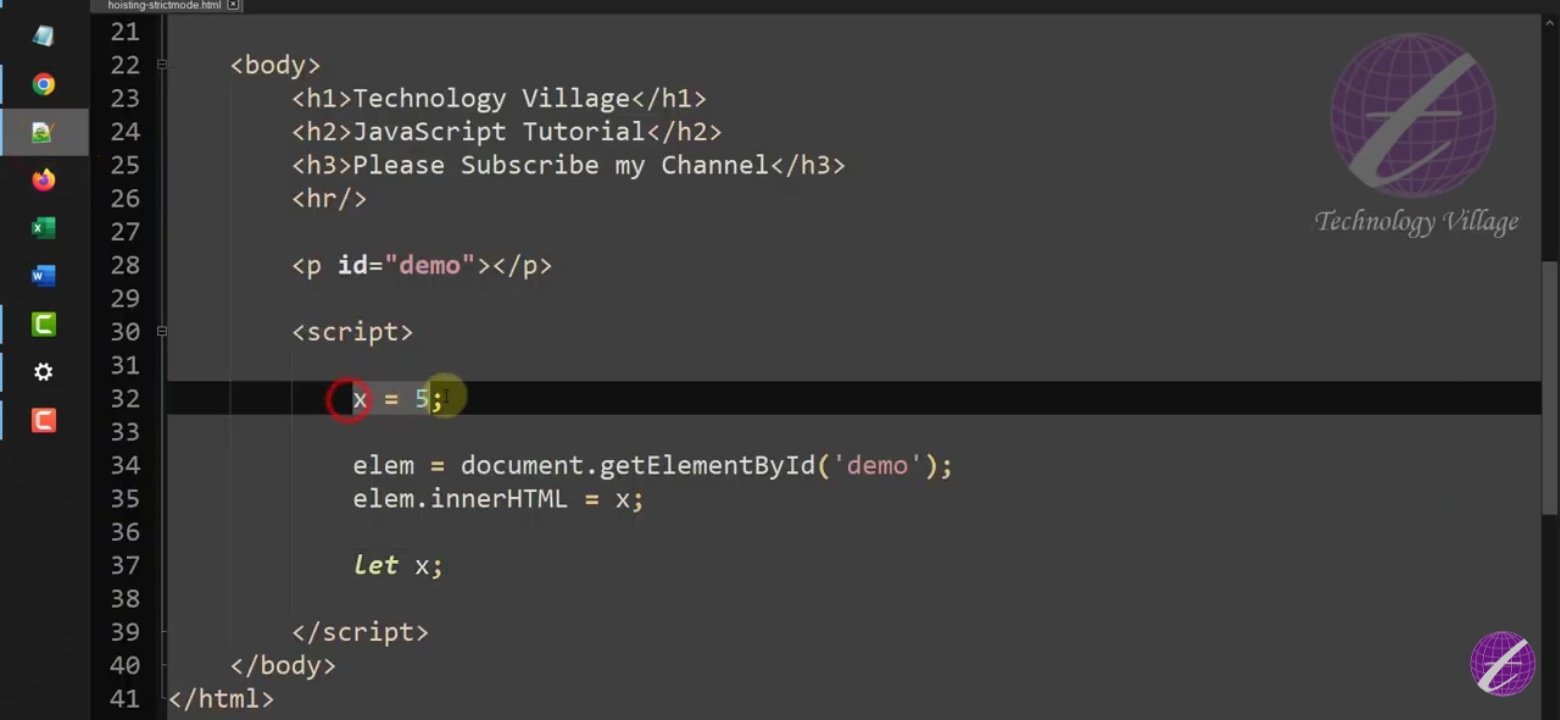 hoisting-strictmode.html
21
22 <body>
23 <h1>Technology Village</h1>
24 <h2>JavaScript Tutorial</h2>
25 <h3>Please Subscribe my Channel</h3>
26 <hr/>
27
28 <p id="demo"></p>
29
30 <script>
31
32 x = 5;
33
34 elem = document.getElementById('demo');
35 elem.innerHTML = x;
36
37 let x;
38
39 </script>
40 </body>
41 </html>
t
Technology Village
t